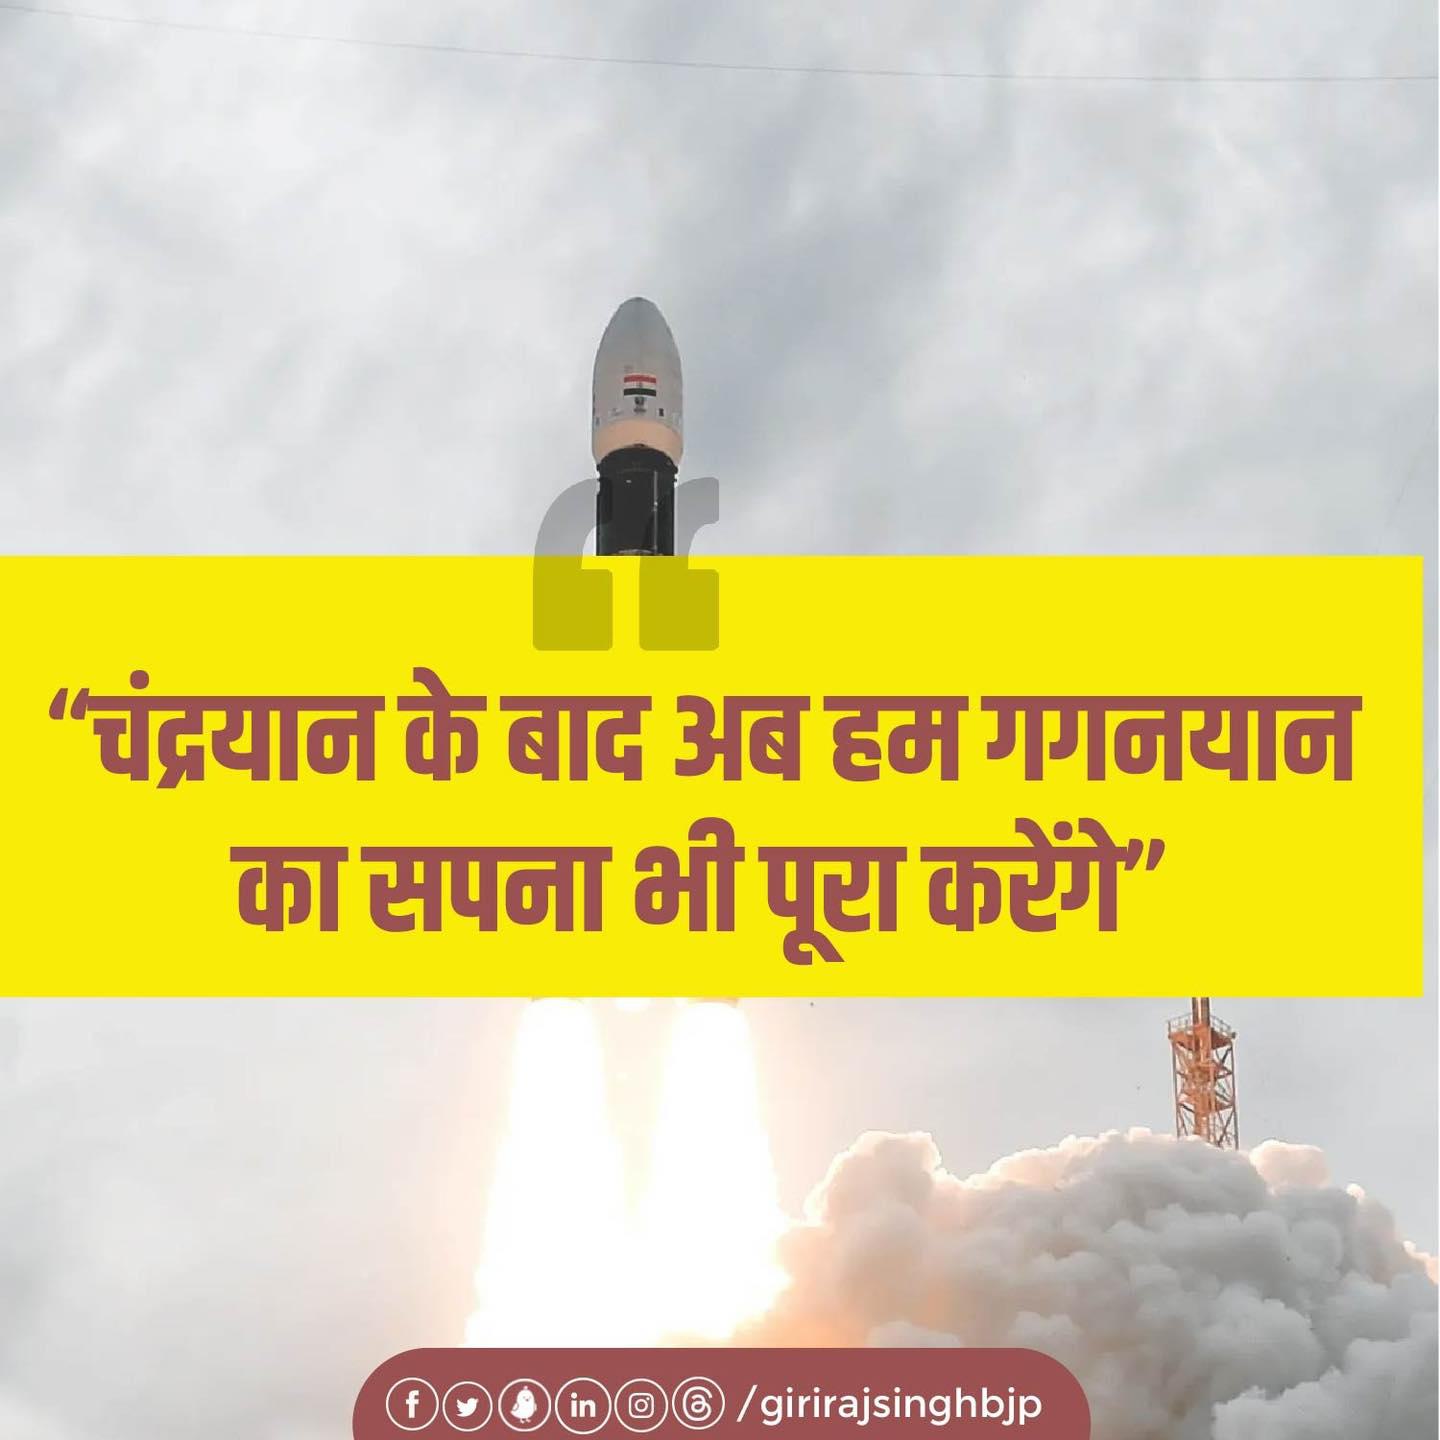 “चंद्रयान के बाद अब हम गगनयान
का सपना भी पूरा करेंगे”
/girirajsinghbjp